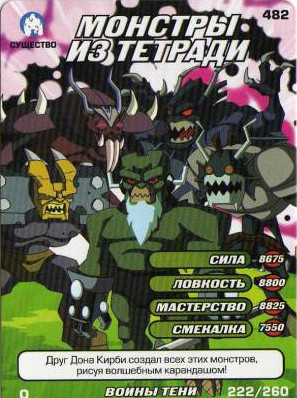 482
СУЩЕСТВО
МОНСТРЫ
ИЗ ТЕТРАДИ
СИЛА 8675
ЛОВКОСТЬ 8800
МАСТЕРСТВО 8825
СМЕКАЛКА 7550
Друг Дона Кирби создал всех этих монстров,
рисуя волшебным карандашом!
О ВОИНЫ ТЕНИ 222/260